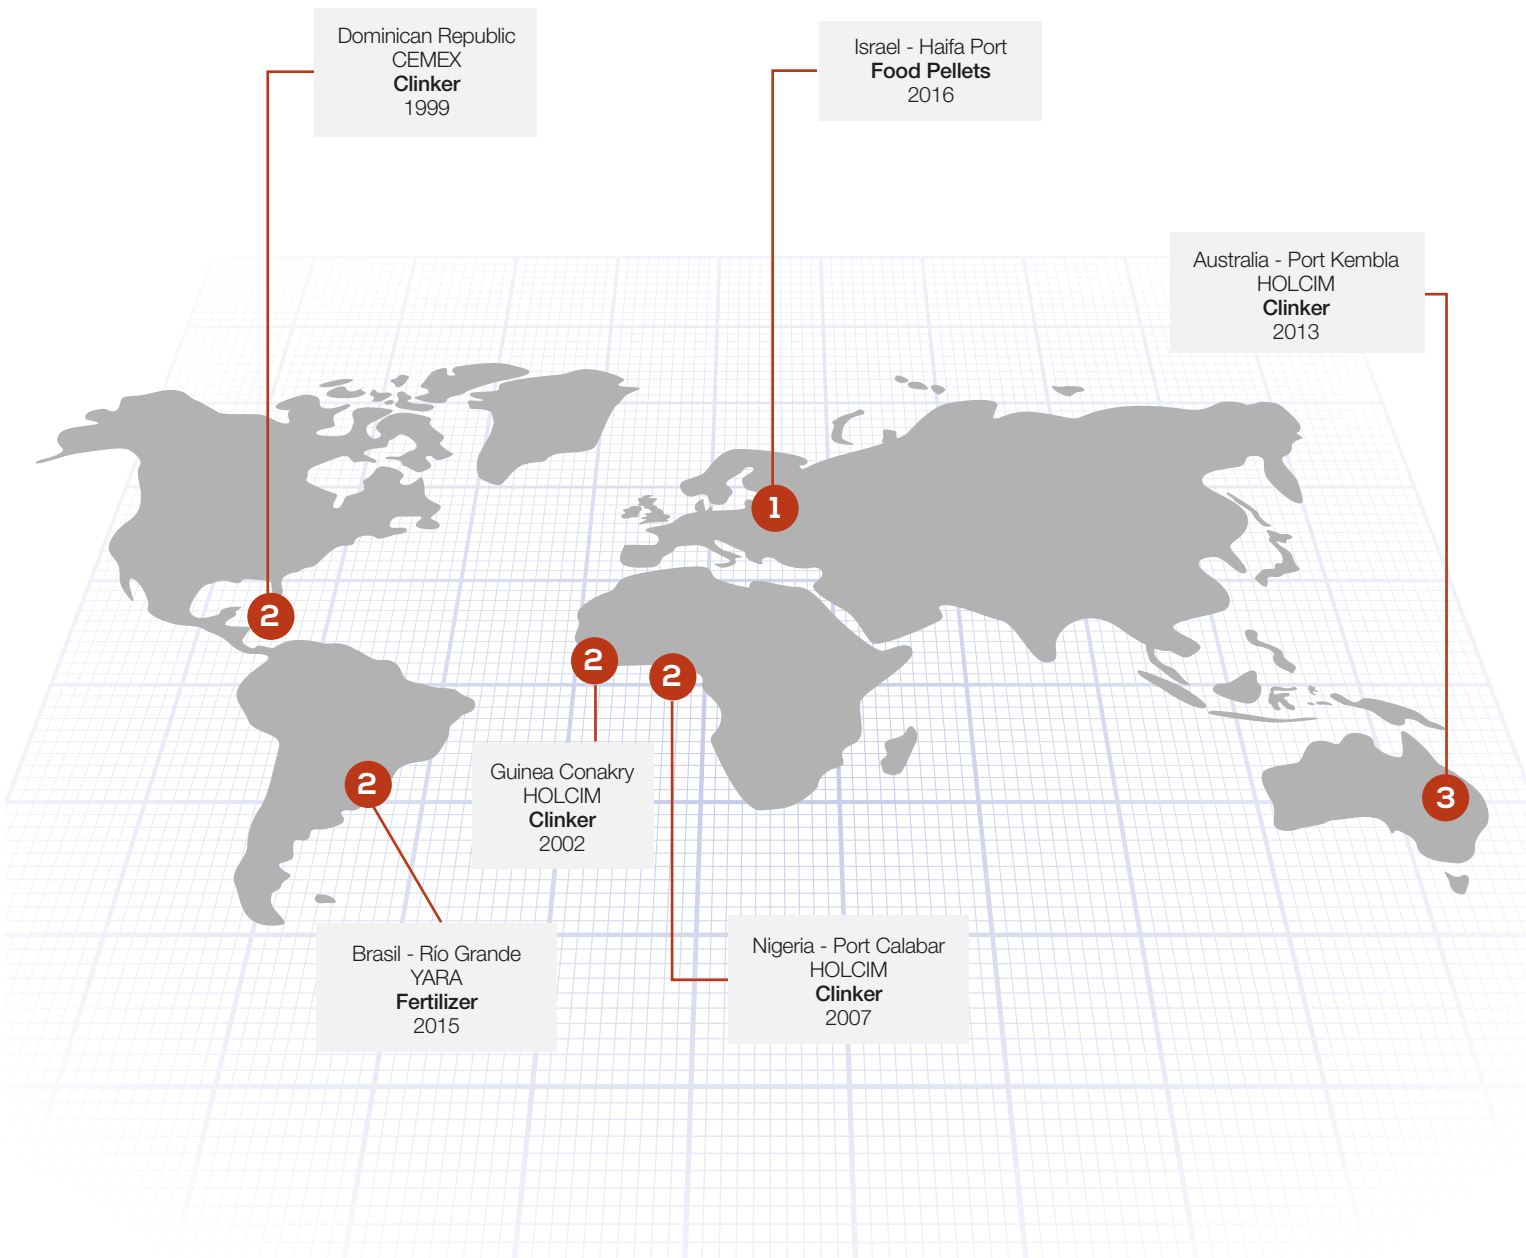 Dominican Republic
CEMEX
Clinker
1999
Israel - Haifa Port
Food Pellets
2016
Australia - Port Kembla
HOLCIM
Clinker
2013
1
2
2
2
2
3
Guinea Conakry
HOLCIM
Clinker
2002
Brasil - Río Grande
YARA
Fertilizer
2015
Nigeria - Port Calabar
HOLCIM
Clinker
2007